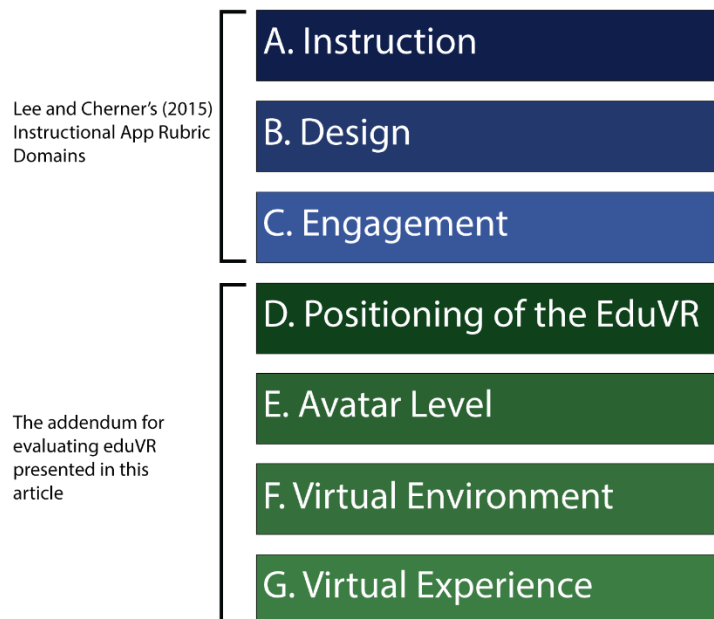 Lee and Cherner's (2015)
Instructional App Rubric
Domains
A. Instruction
B. Design
C. Engagement
The addendum for
evaluating eduVR
presented in this
article
D. Positioning of the EduVR
E. Avatar Level
F. Virtual Environment
G. Virtual Experience